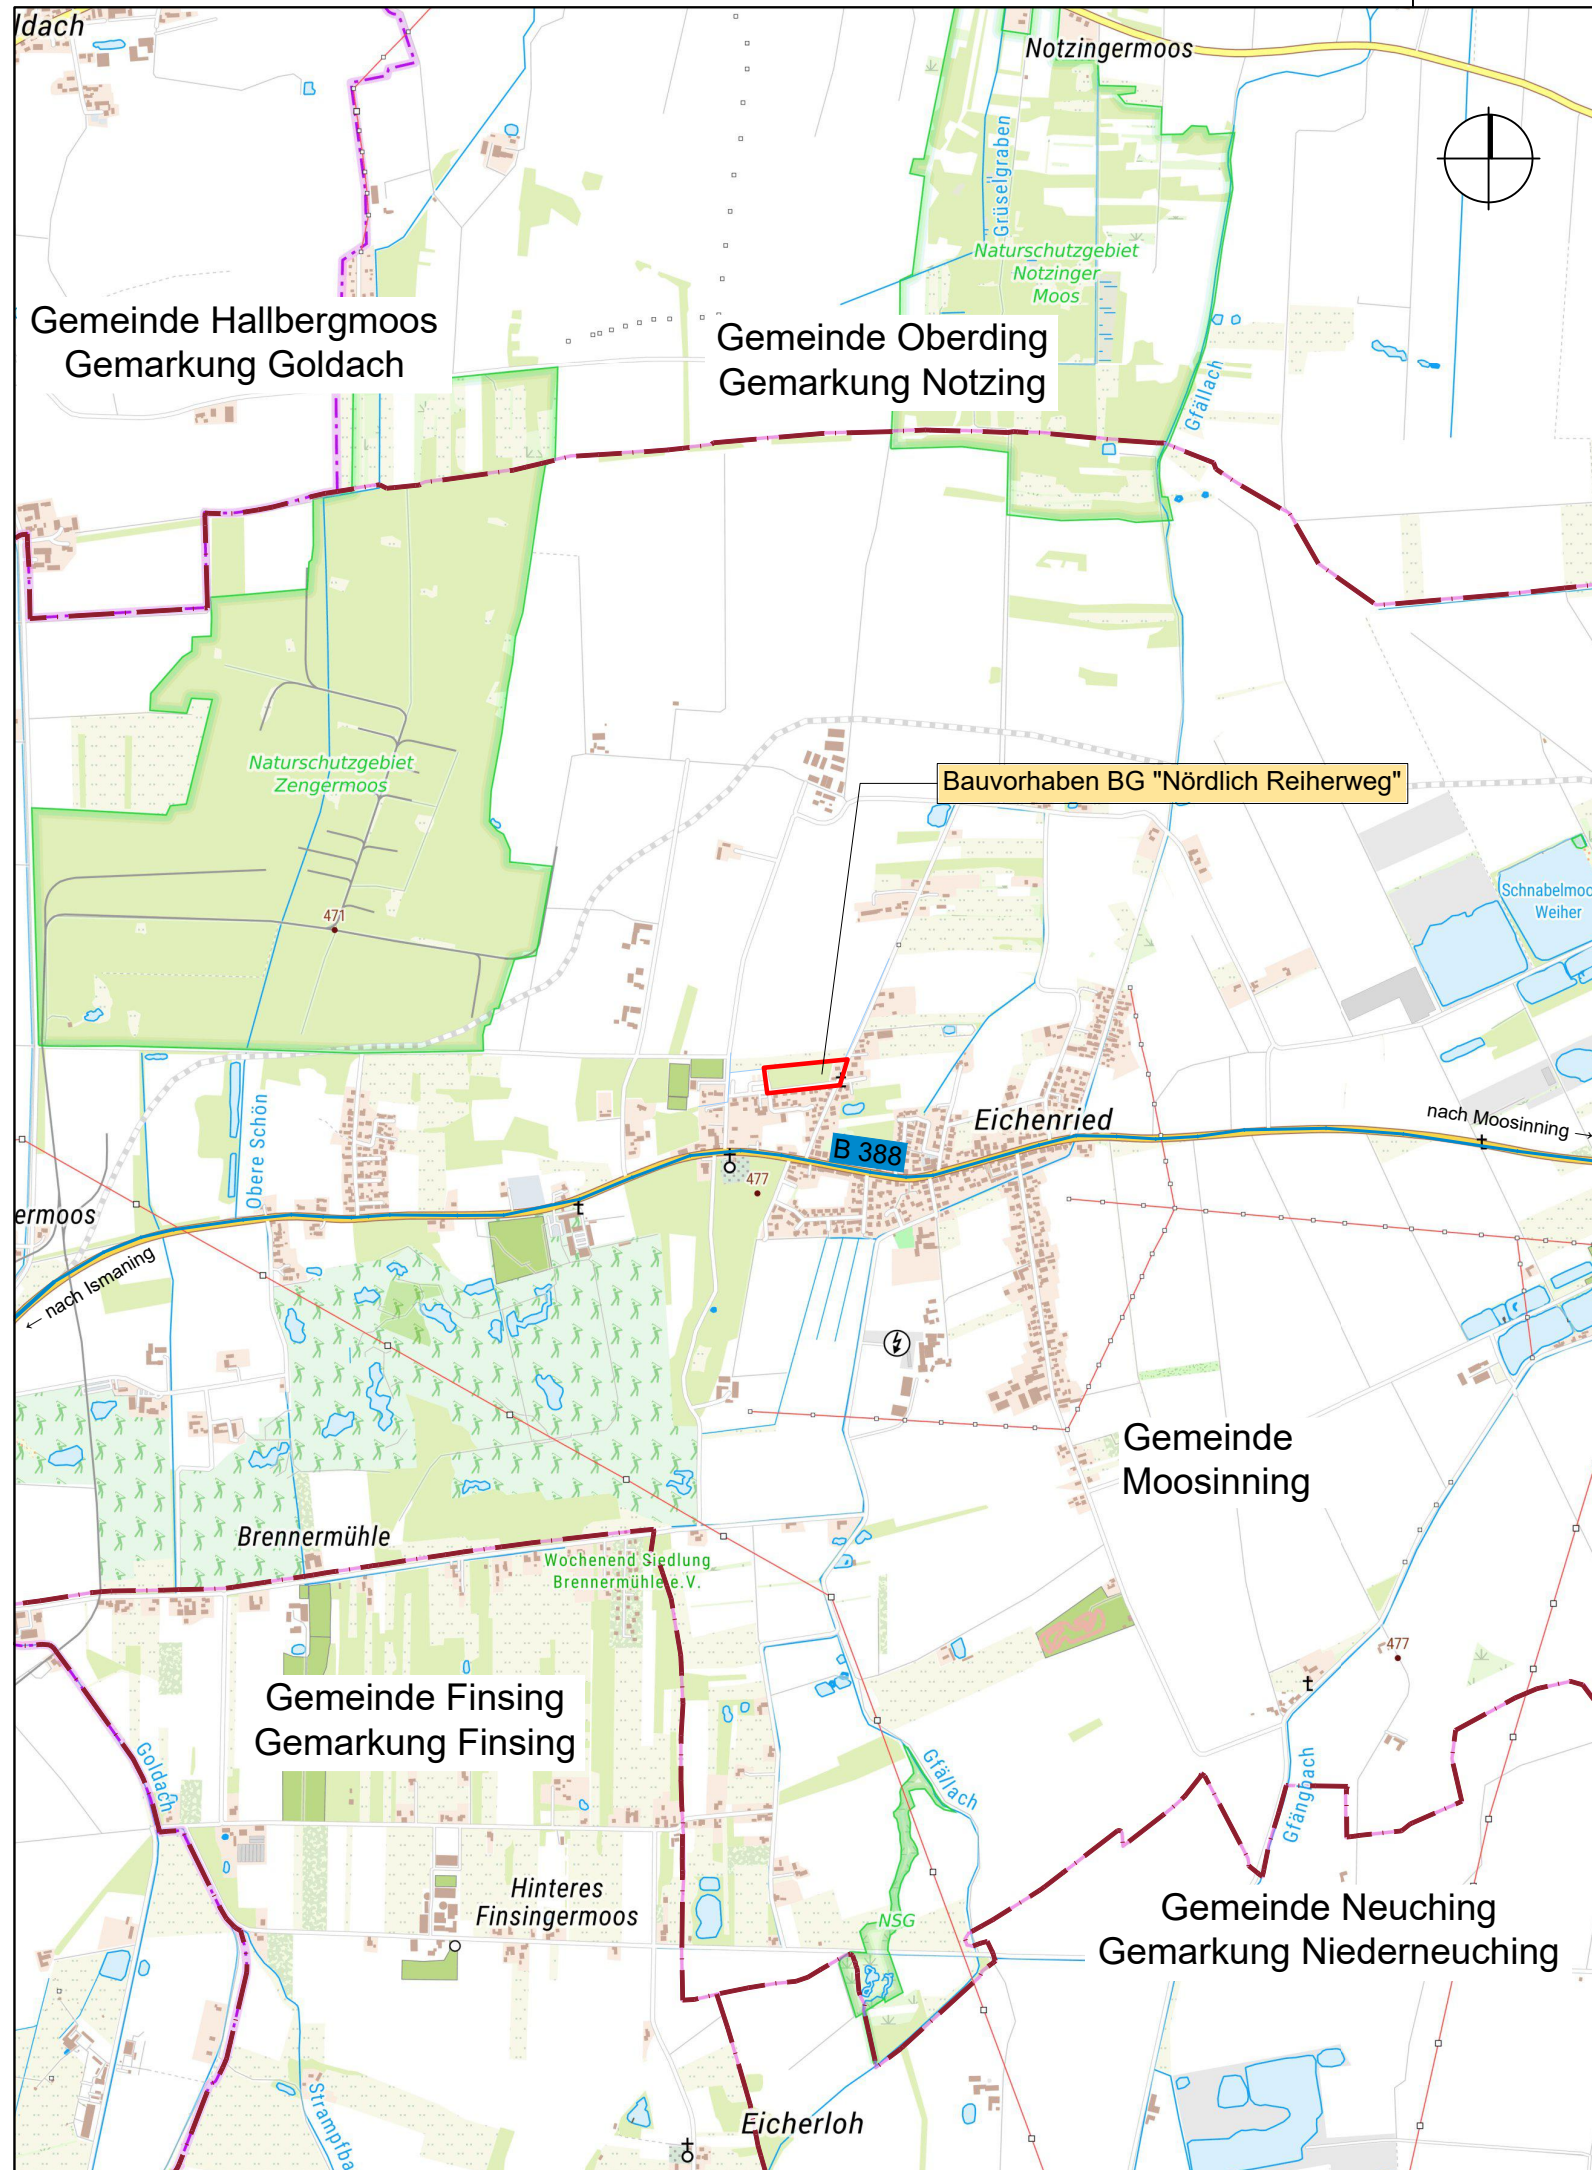 ldach
Notzingermoos
Grüselgraben
Naturschutzgebiet
Notzinger
Moos
Gemeinde Hallbergmoos
Gemarkung Goldach
Gemeinde Oberding
Gemarkung Notzing
Gfällach
Naturschutzgebiet
Zengermoos
Bauvorhaben BG "Nördlich Reiherweg"
Schnabelmoo
Weiher
471
Obere Schön
Eichenried
nach Moosinning →
B 388
477
ermoos
← nach Ismaning
Gemeinde
Moosinning
Brennermühle
Wochenend Siedlung
Brennermühle e.V.
477
Gemeinde Finsing
Gemarkung Finsing
Goldach
Gfällach
Gfängbach
Hinteres
Finsingermoos
NSG
Gemeinde Neuching
Gemarkung Niederneuching
Strampfba
Eicherloh